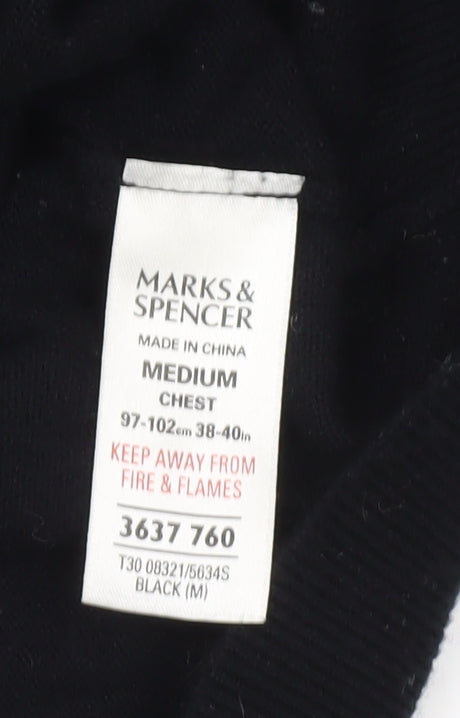 MARKS &
SPENCER
MADE IN CHINA
MEDIUM
CHEST
97-102cm 38-40in
KEEP AWAY FROM
FIRE & FLAMES
3637 760
T30 08321/5634S
BLACK (M)